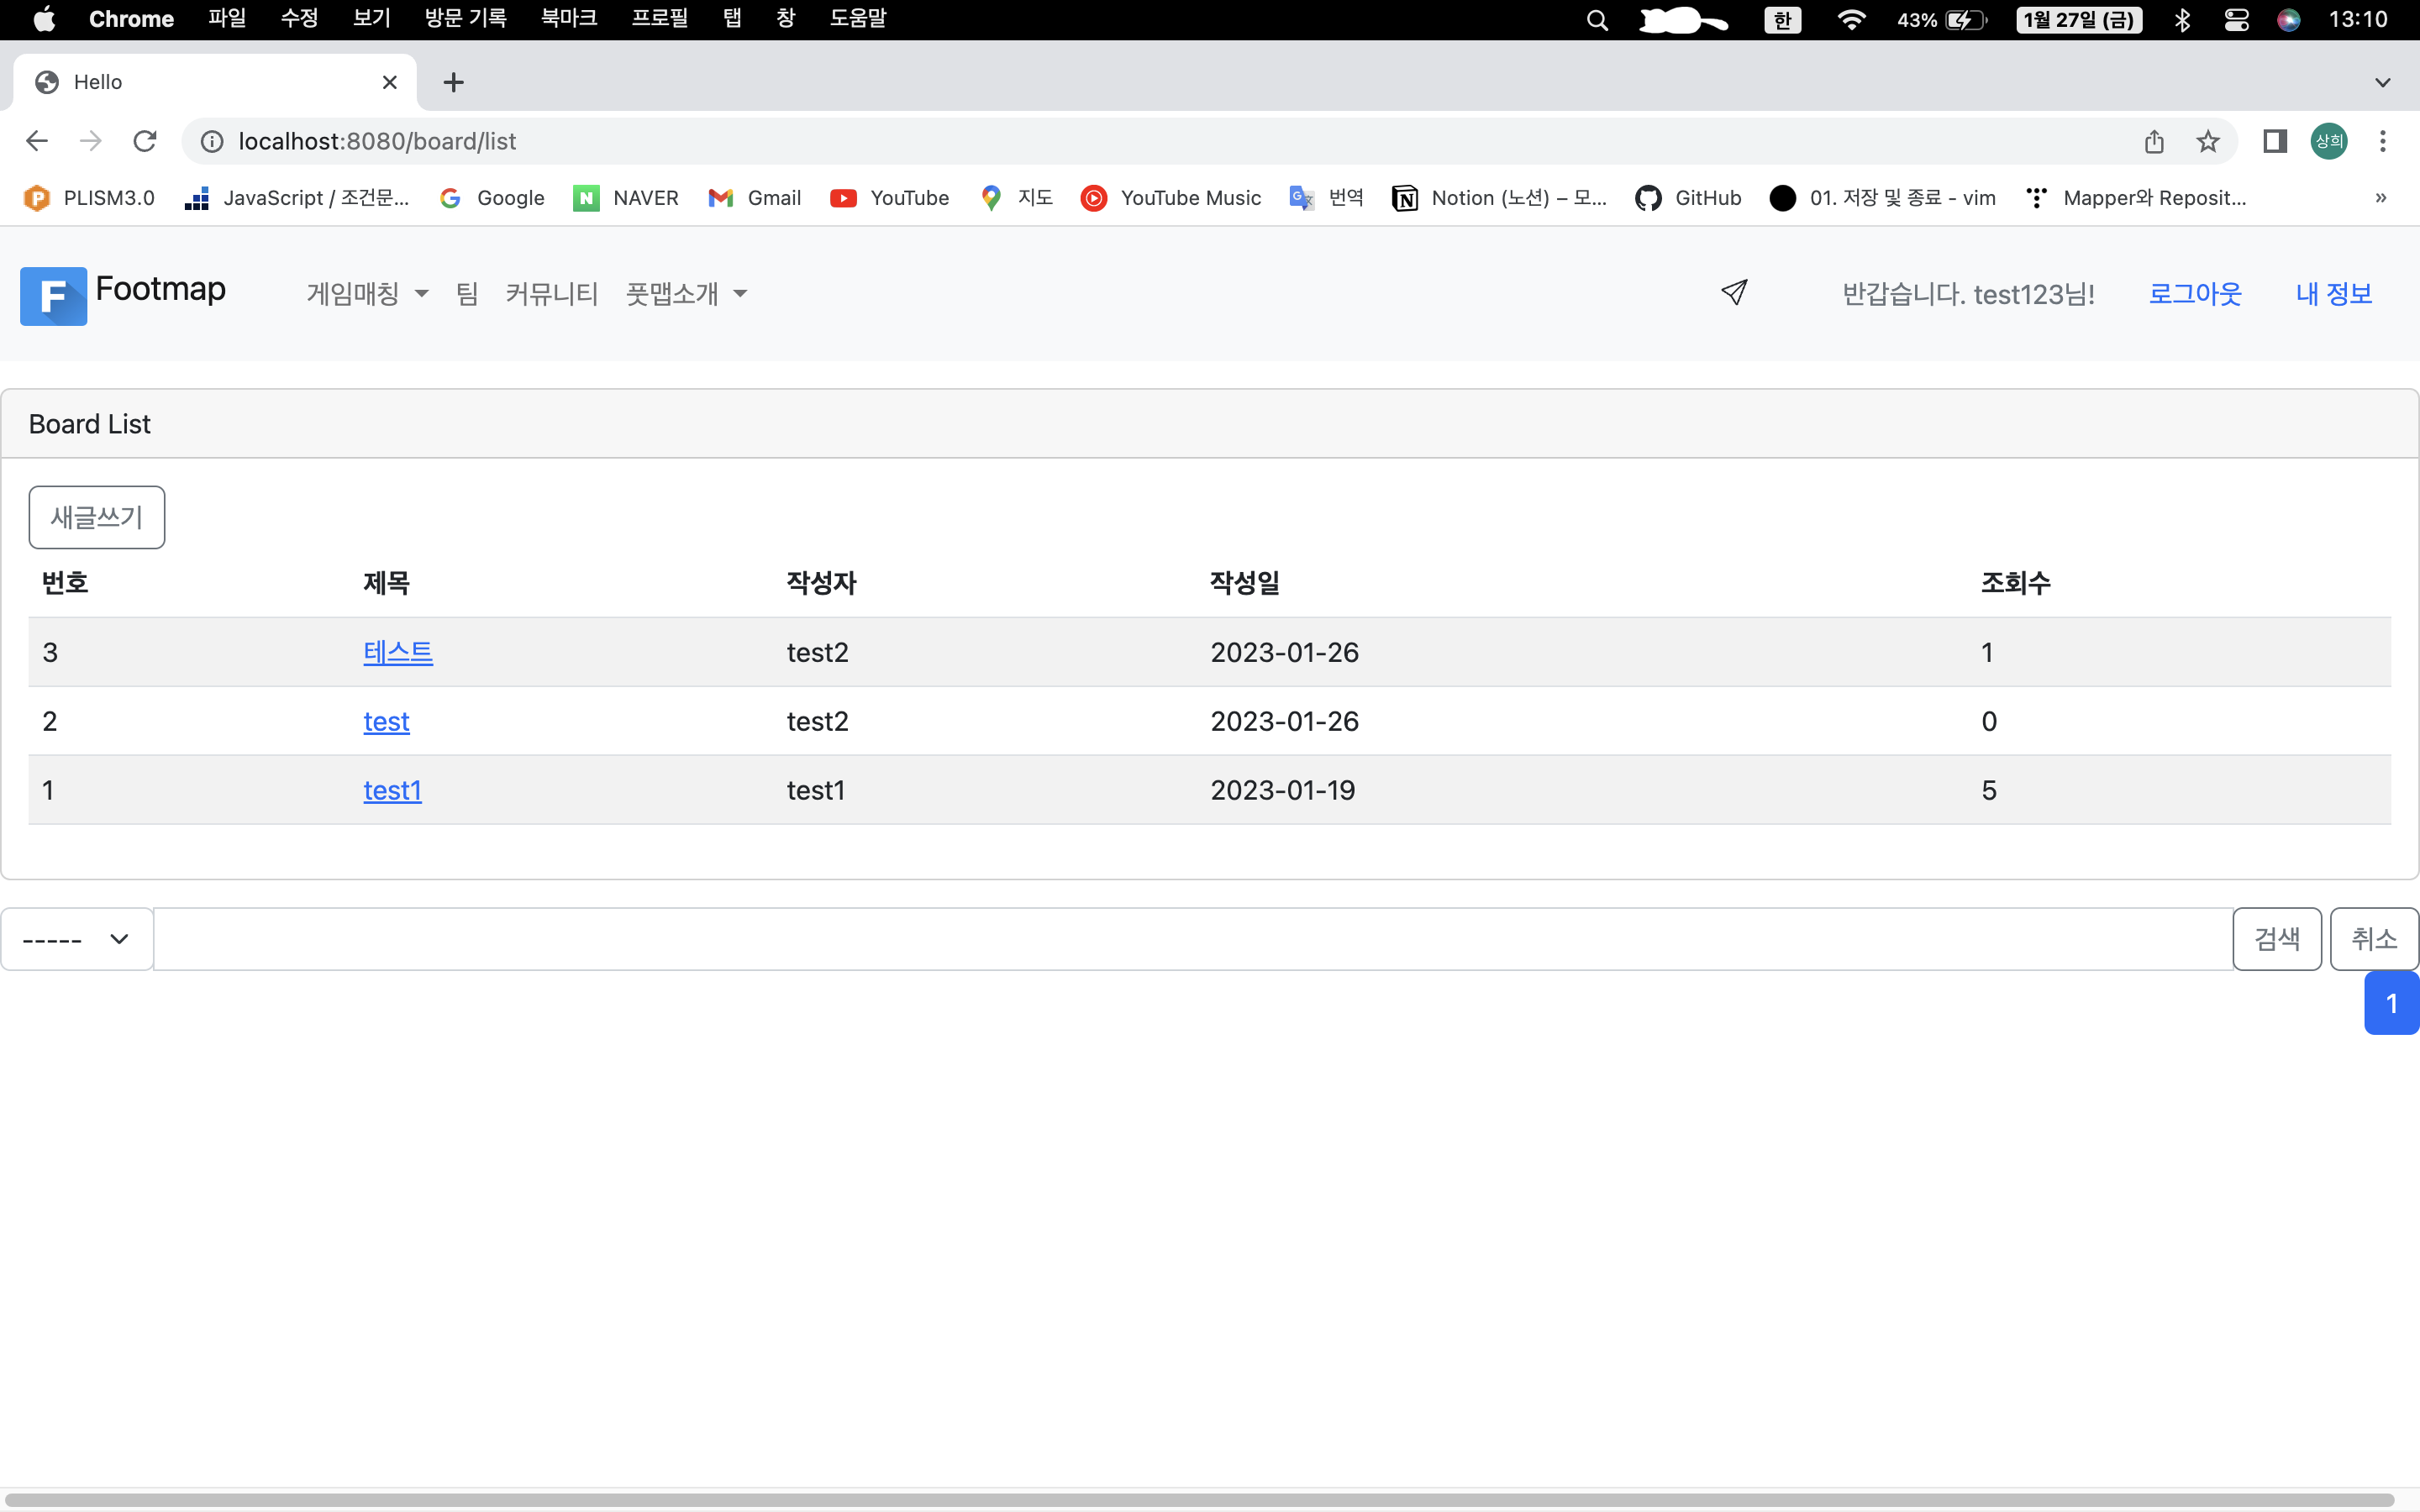 Chrome 파일 수정 보기 방문 기록 북마크 프로필 탭 창 도움말 한 43% 1월 27일 (금) 13:10
Hello
localhost:8080/board/list 상희
PLISM3.0 JavaScript / 조건문... Google NAVER Gmail YouTube 지도 YouTube Music 번역 Notion (노션) – 모... GitHub 01. 저장 및 종료 - vim Mapper와 Reposit... »
F Footmap 게임매칭 팀 커뮤니티 풋맵소개 반갑습니다. test123님! 로그아웃 내 정보
Board List
새글쓰기
번호 제목 작성자 작성일 조회수
3 테스트 test2 2023-01-26 1
2 test test2 2023-01-26 0
1 test1 test1 2023-01-19 5
----- 검색 취소
1